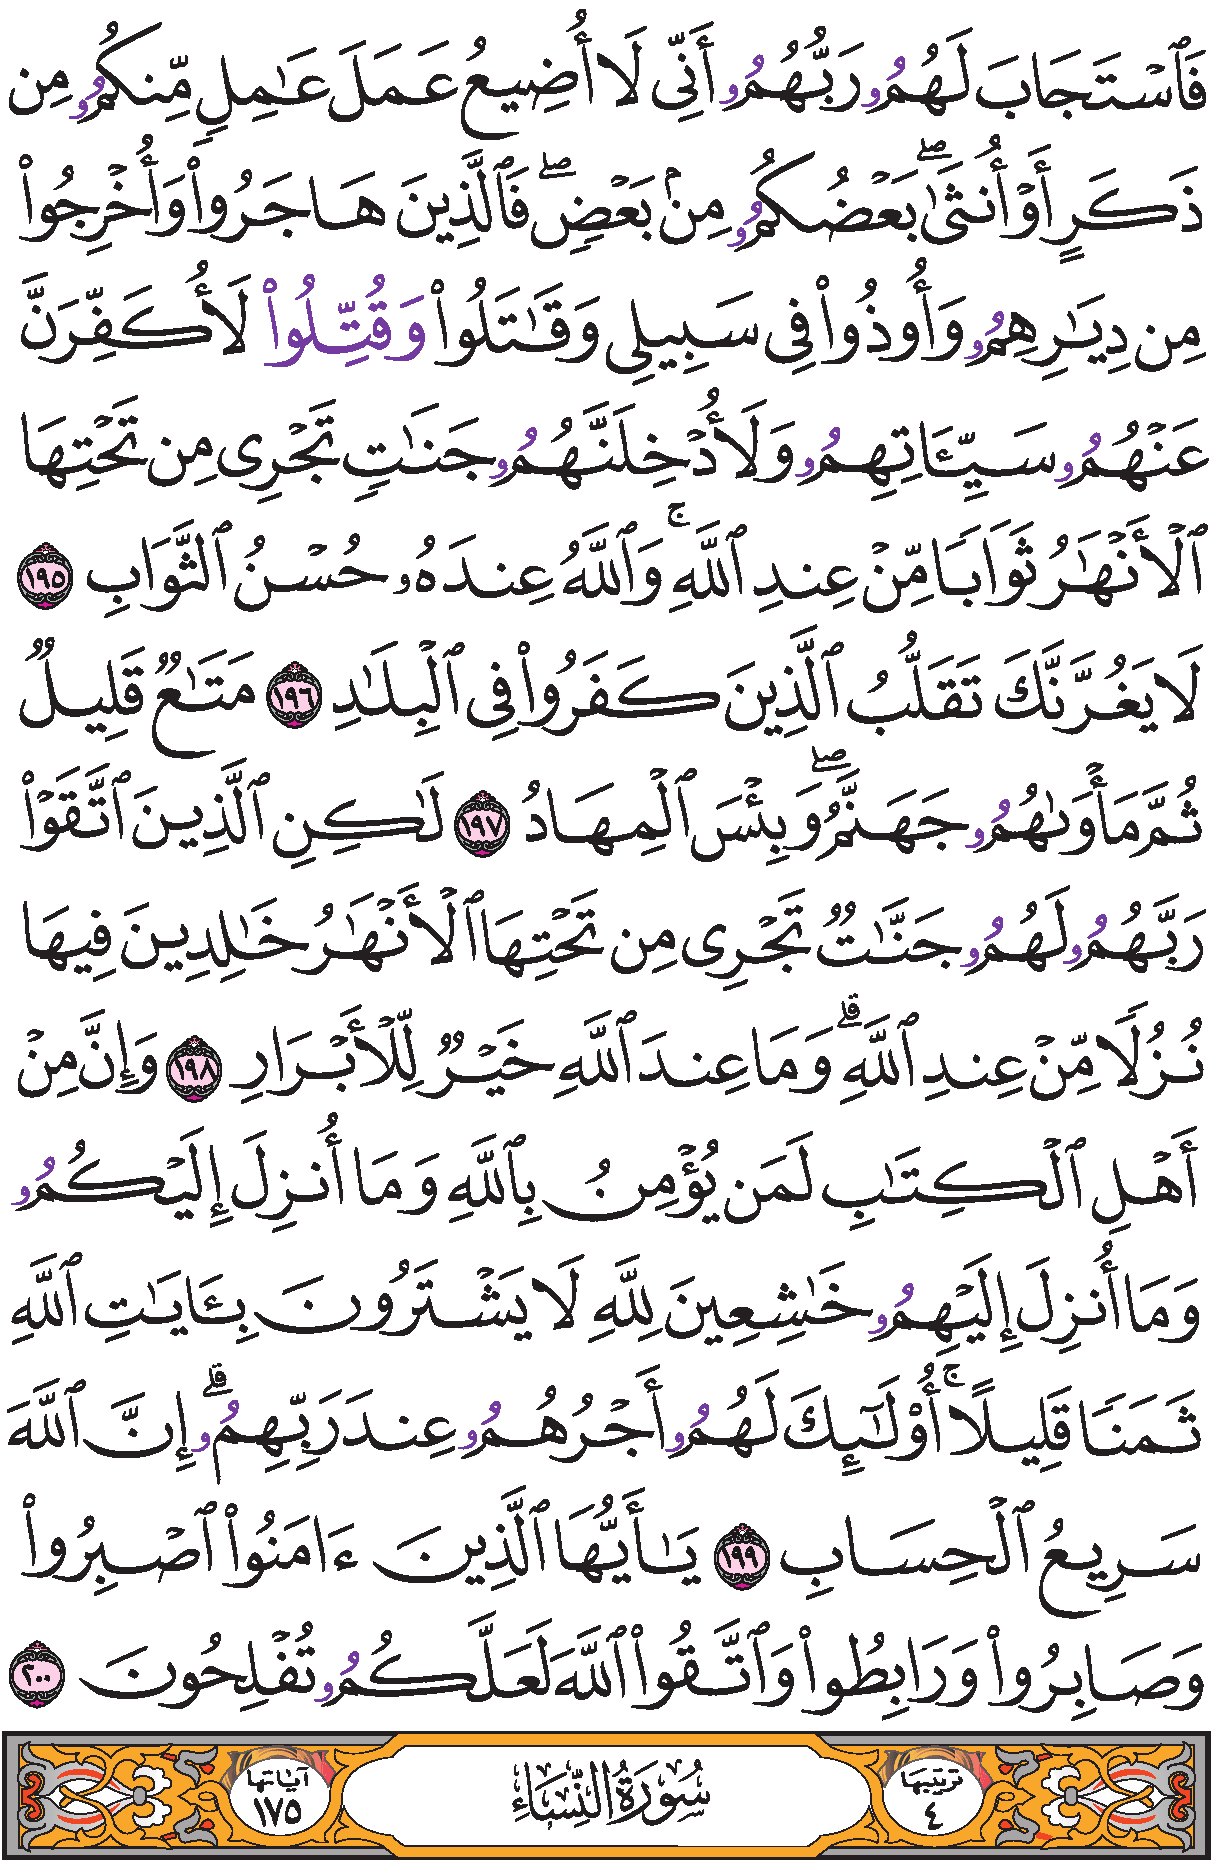 فَٱسۡتَجَابَ لَهُمُۥ رَبُّهُمُۥٓ أَنِّي لَآ أُضِيعُ عَمَلَ عَٰمِلٖ مِّنكُمُۥ مِن
ذَكَرٍ أَوۡ أُنثَىٰۖ بَعۡضُكُمُۥ مِنۢ بَعۡضٖۖ فَٱلَّذِينَ هَاجَرُواْ وَأُخۡرِجُواْ
مِن دِيَٰرِهِمُۥ وَأُوذُواْ فِي سَبِيلِي وَقَٰتَلُواْ وَقُتِّلُواْ لَأُكَفِّرَنَّ
عَنۡهُمُۥ سَيِّـَٔاتِهِمُۥ وَلَأُدۡخِلَنَّهُمُۥ جَنَّٰتٖ تَجۡرِي مِن تَحۡتِهَا
ٱلۡأَنۡهَٰرُ ثَوَابٗا مِّنۡ عِندِ ٱللَّهِۚ وَٱللَّهُ عِندَهُۥ حُسۡنُ ٱلثَّوَابِ ١٩٥
لَا يَغُرَّنَّكَ تَقَلُّبُ ٱلَّذِينَ كَفَرُواْ فِي ٱلۡبِلَٰدِ ١٩٦ مَتَٰعٞ قَلِيلٞ
ثُمَّ مَأۡوَىٰهُمُۥ جَهَنَّمُۖ وَبِئۡسَ ٱلۡمِهَادُ ١٩٧ لَٰكِنِ ٱلَّذِينَ ٱتَّقَوۡاْ
رَبَّهُمُۥ لَهُمُۥ جَنَّٰتٞ تَجۡرِي مِن تَحۡتِهَا ٱلۡأَنۡهَٰرُ خَٰلِدِينَ فِيهَا
نُزُلٗا مِّنۡ عِندِ ٱللَّهِۗ وَمَا عِندَ ٱللَّهِ خَيۡرٞ لِّلۡأَبۡرَارِ ١٩٨ وَإِنَّ مِنۡ
أَهۡلِ ٱلۡكِتَٰبِ لَمَن يُؤۡمِنُ بِٱللَّهِ وَمَآ أُنزِلَ إِلَيۡكُمُۥ
وَمَآ أُنزِلَ إِلَيۡهِمُۥ خَٰشِعِينَ لِلَّهِ لَا يَشۡتَرُونَ بِـَٔايَٰتِ ٱللَّهِ
ثَمَنٗا قَلِيلًاۚ أُوْلَٰٓئِكَ لَهُمُۥٓ أَجۡرُهُمُۥ عِندَ رَبِّهِمُۥٓۗ إِنَّ ٱللَّهَ
سَرِيعُ ٱلۡحِسَابِ ١٩٩ يَٰٓأَيُّهَا ٱلَّذِينَ ءَامَنُواْ ٱصۡبِرُواْ
وَصَابِرُواْ وَرَابِطُواْ وَٱتَّقُواْ ٱللَّهَ لَعَلَّكُمُۥ تُفۡلِحُونَ ٢٠٠
ترتيبها ٤ سُورَةُ النِّسَاءِ آياتها ١٧٥